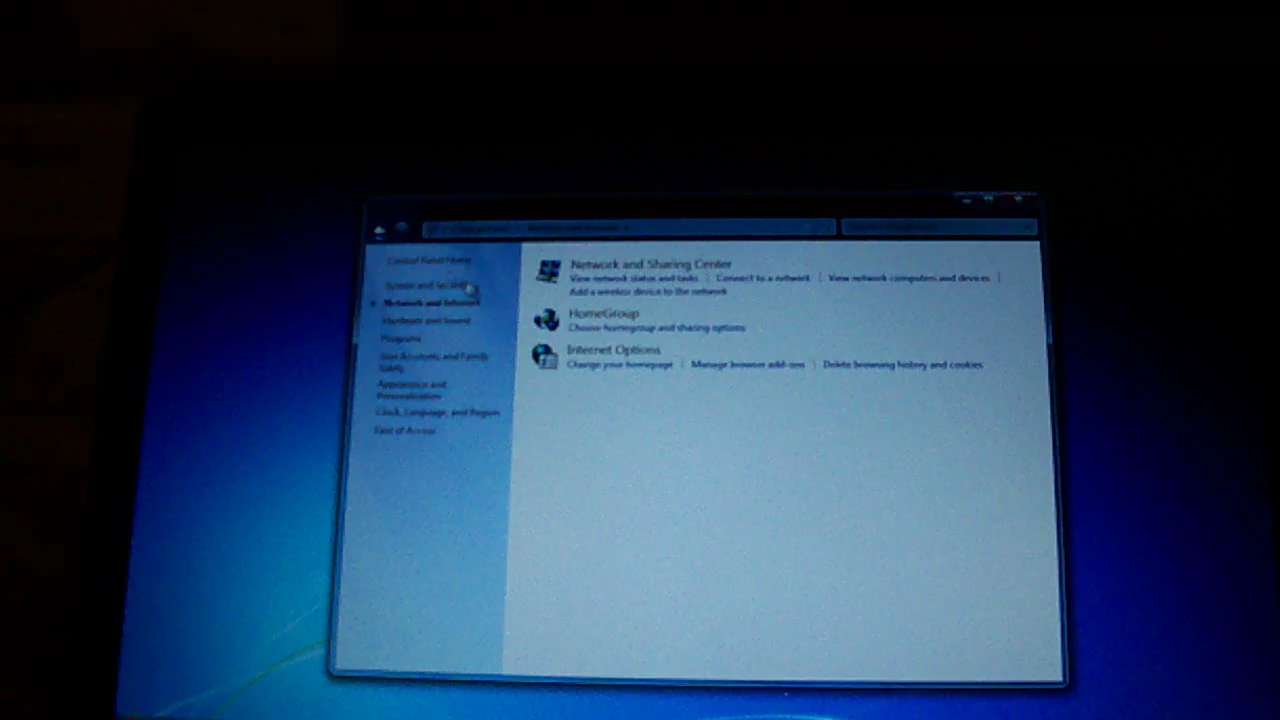 Control Panel Home
System and Security
Network and Internet
Hardware and Sound
Programs
User Accounts and Family
Safety
Appearance and
Personalization
Clock, Language, and Region
Ease of Access
Network and Sharing Center
View network status and tasks | Connect to a network | View network computers and devices |
Add a wireless device to the network
HomeGroup
Choose homegroup and sharing options
Internet Options
Change your homepage | Manage browser add-ons | Delete browsing history and cookies